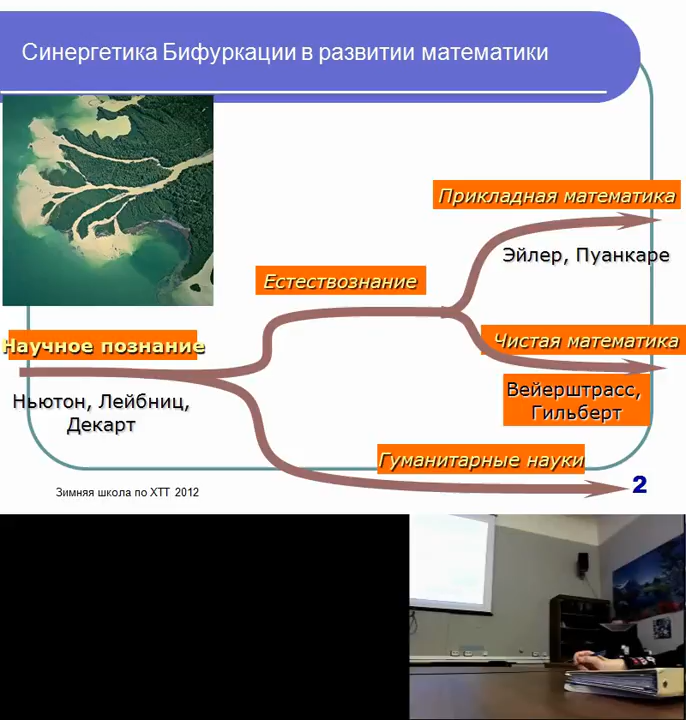 Синергетика Бифуркации в развитии математики
Прикладная математика
Эйлер, Пуанкаре
Естествознание
Чистая математика
Научное познание
Вейерштрасс,
Гильберт
Ньютон, Лейбниц,
Декарт
Гуманитарные науки
2
Зимняя школа по ХТТ 2012